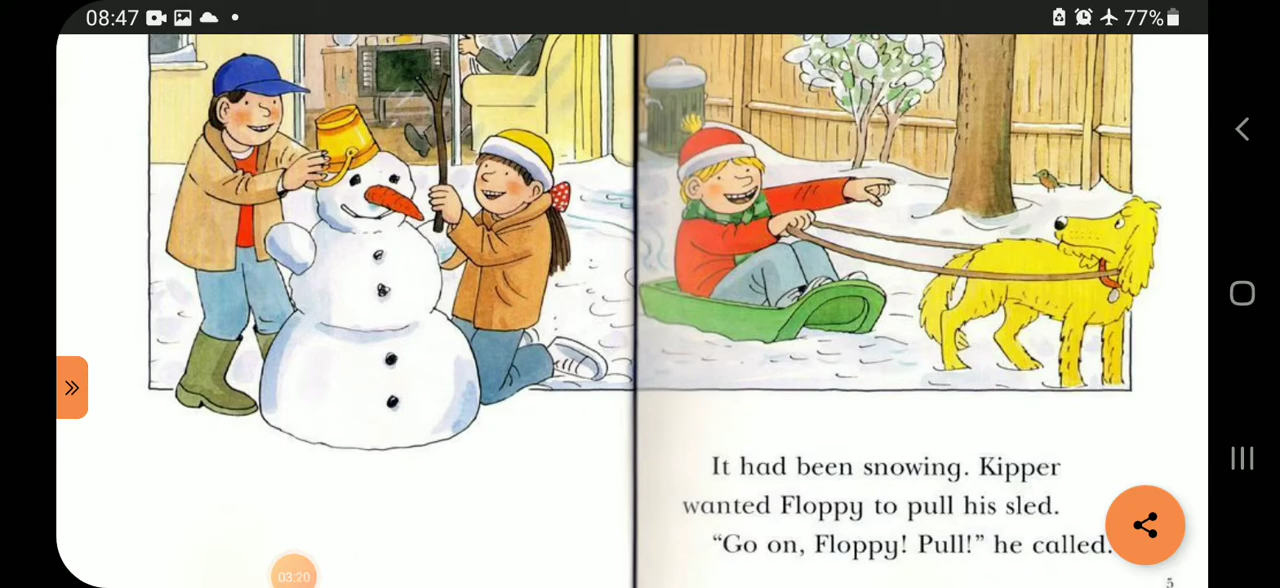 08:47
77%
It had been snowing. Kipper
wanted Floppy to pull his sled.
“Go on, Floppy! Pull!” he called.
5
03:20